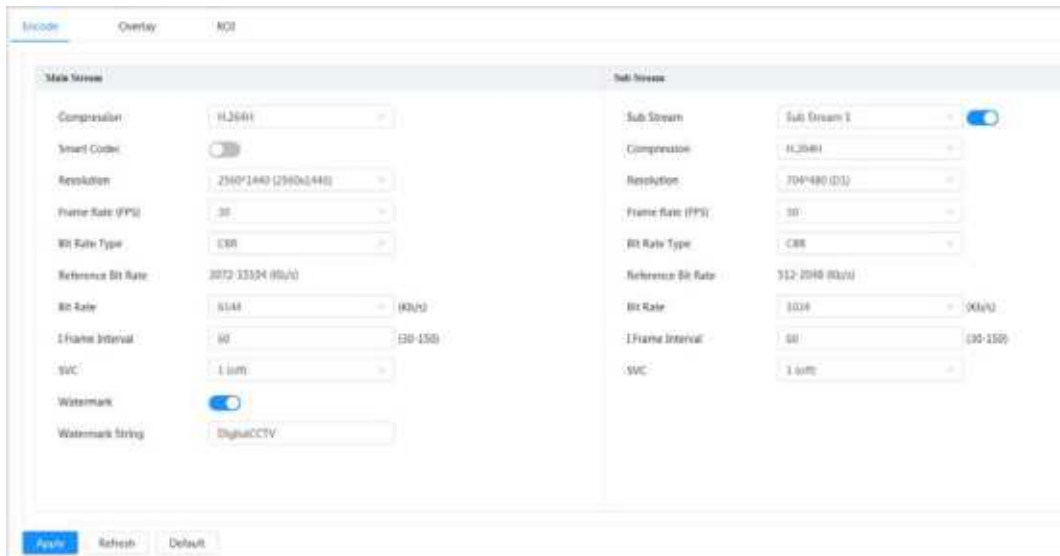 Encode Overlay ROI
Main Stream
Compression H.264H
Smart Codec
Resolution 2560*1440 (2560x1440)
Frame Rate (FPS) 30
Bit Rate Type CBR
Reference Bit Rate (Kb/s)
Bit Rate 6144 (Kb/s)
I Frame Interval 60 (30-150)
SVC 1 (off)
Watermark
Watermark String DigitalCCTV
Sub Stream
Sub Stream Sub Stream 1
Compression H.264H
Resolution 704*480 (D1)
Frame Rate (FPS) 30
Bit Rate Type CBR
Reference Bit Rate 512-2048 (Kb/s)
Bit Rate 1024 (Kb/s)
I Frame Interval 60 (30-150)
SVC 1 (off)
Apply Refresh Default